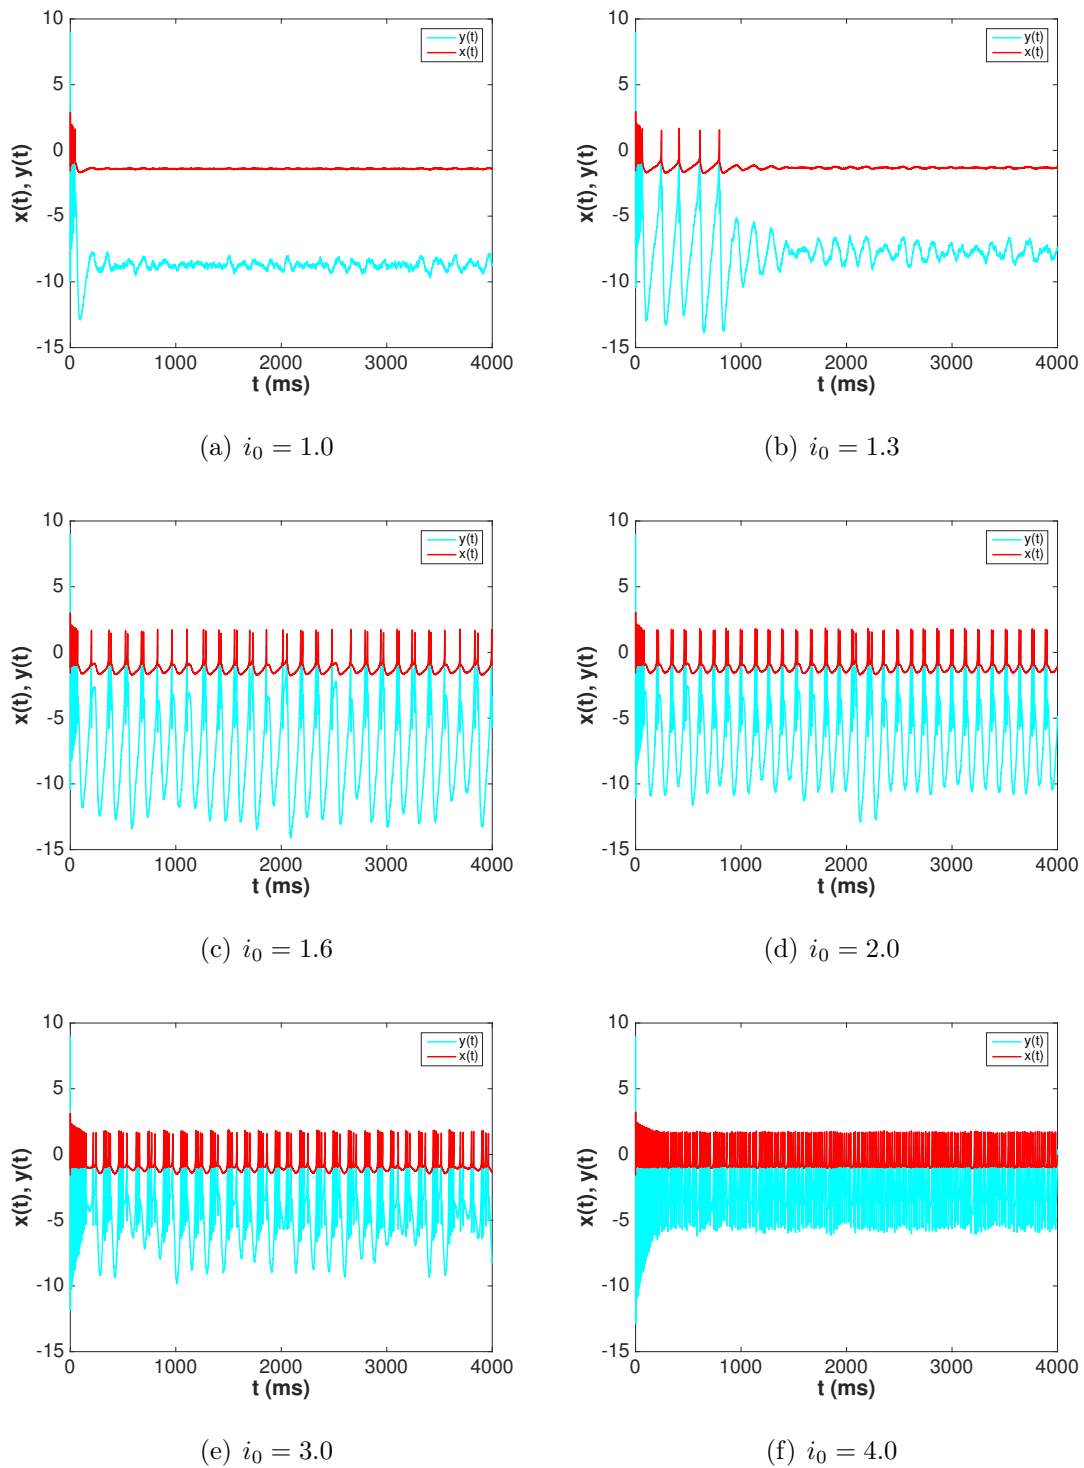 10
5
0
-5
-10
-15
x(t), y(t)
y(t)
x(t)
0 1000 2000 3000 4000
t (ms)
(a) i₀ = 1.0
10
5
0
-5
-10
-15
x(t), y(t)
y(t)
x(t)
0 1000 2000 3000 4000
t (ms)
(b) i₀ = 1.3
10
5
0
-5
-10
-15
x(t), y(t)
y(t)
x(t)
0 1000 2000 3000 4000
t (ms)
(c) i₀ = 1.6
10
5
0
-5
-10
-15
x(t), y(t)
y(t)
x(t)
0 1000 2000 3000 4000
t (ms)
(d) i₀ = 2.0
10
5
0
-5
-10
-15
x(t), y(t)
y(t)
x(t)
0 1000 2000 3000 4000
t (ms)
(e) i₀ = 3.0
10
5
0
-5
-10
-15
x(t), y(t)
y(t)
x(t)
0 1000 2000 3000 4000
t (ms)
(f) i₀ = 4.0